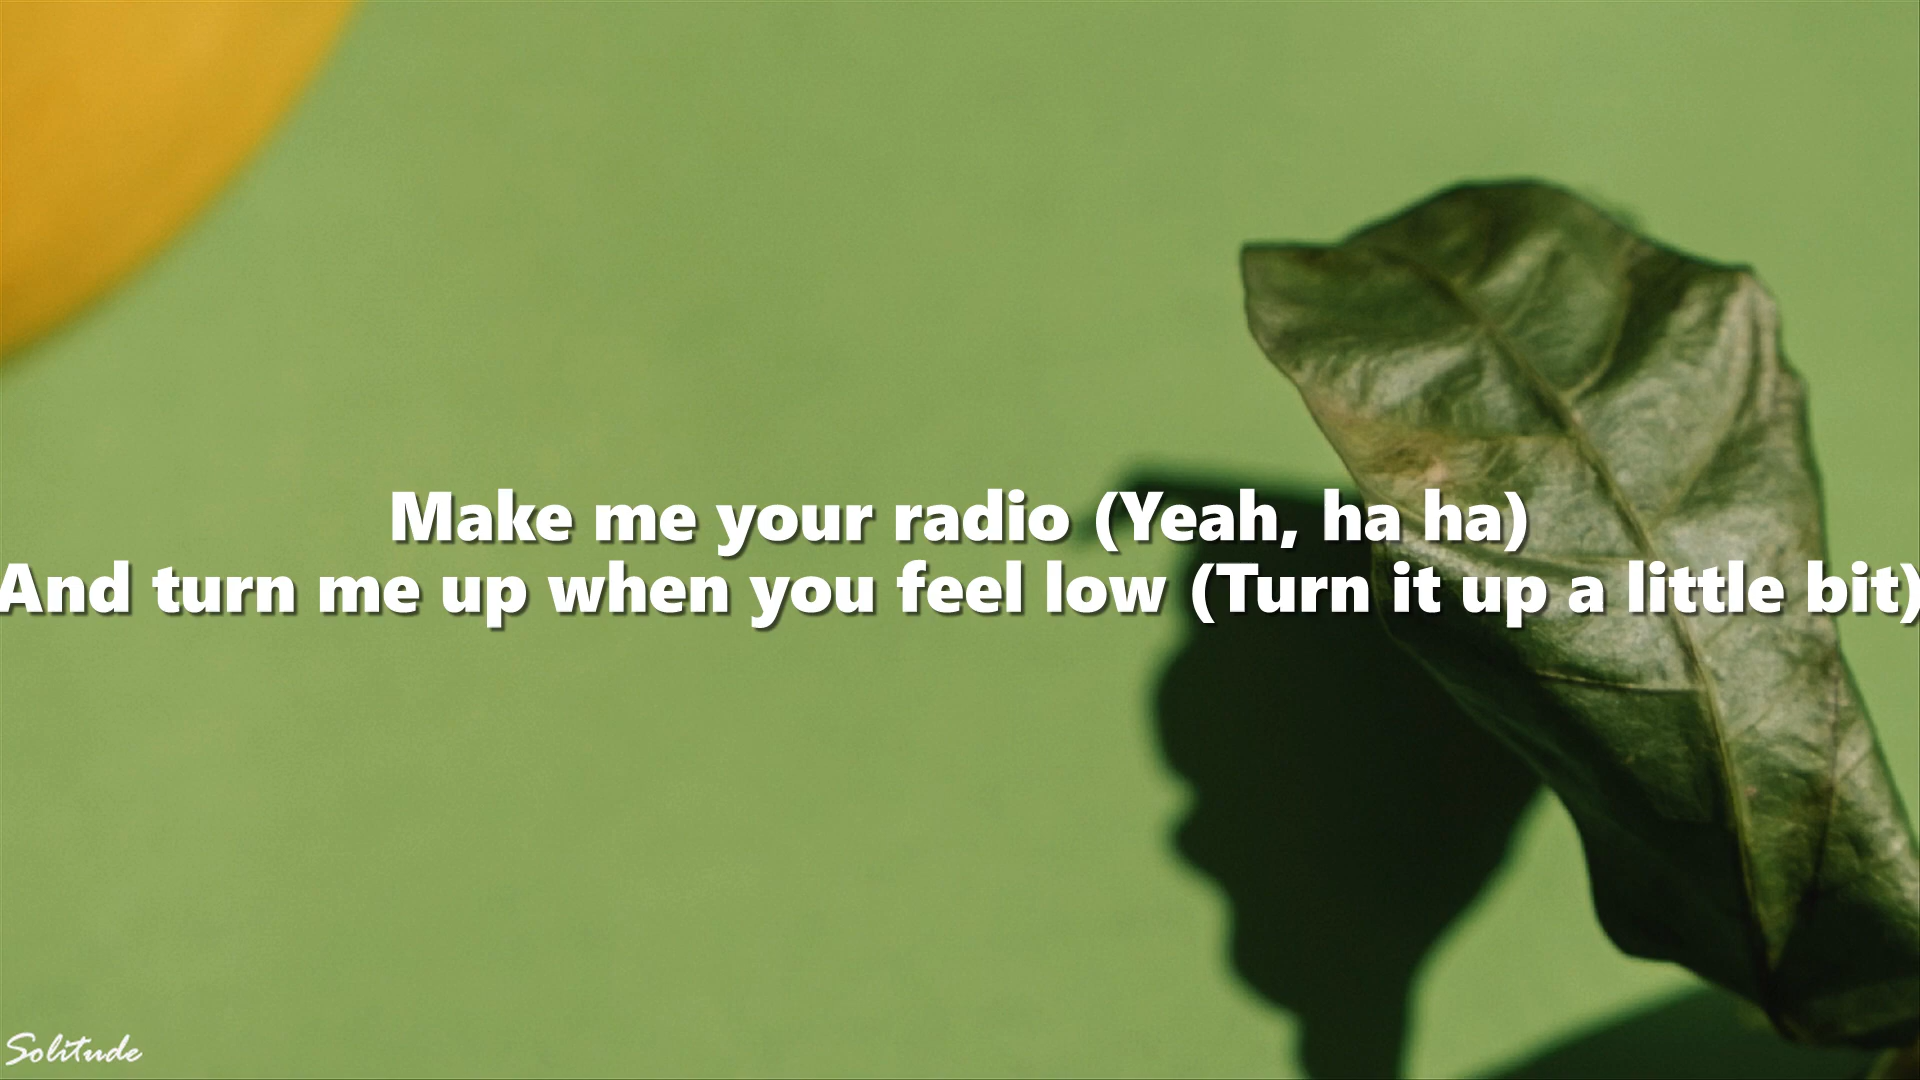 Make me your radio (Yeah, ha ha)
And turn me up when you feel low (Turn it up a little bit)
Solitude